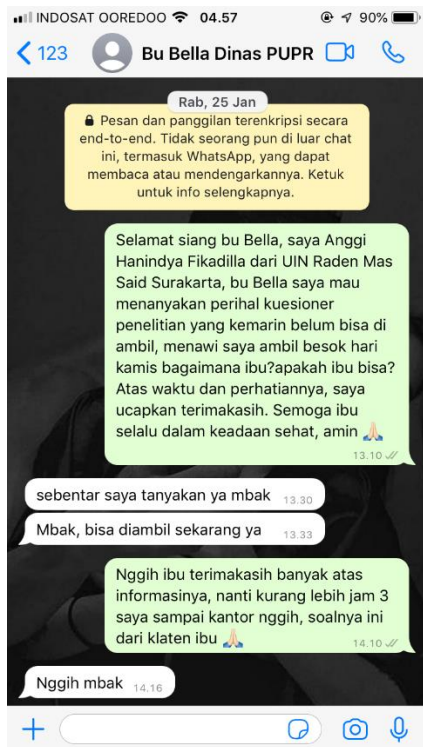 INDOSAT OOREDOO 04.57 90%
123 Bu Bella Dinas PUPR
Rab, 25 Jan
Pesan dan panggilan terenkripsi secara
end-to-end. Tidak seorang pun di luar chat
ini, termasuk WhatsApp, yang dapat
membaca atau mendengarkannya. Ketuk
untuk info selengkapnya.
Selamat siang bu Bella, saya Anggi
Hanindya Fikadilla dari UIN Raden Mas
Said Surakarta, bu Bella saya mau
menanyakan perihal kuesioner
penelitian yang kemarin belum bisa di
ambil, menawi saya ambil besok hari
kamis bagaimana ibu?apakah ibu bisa?
Atas waktu dan perhatiannya, saya
ucapkan terimakasih. Semoga ibu
selalu dalam keadaan sehat, amin 🙏🏻
13.10
sebentar saya tanyakan ya mbak 13.30
Mbak, bisa diambil sekarang ya 13.33
Nggih ibu terimakasih banyak atas
informasinya, nanti kurang lebih jam 3
saya sampai kantor nggih, soalnya ini
dari klaten ibu 🙏🏻 14.10
Nggih mbak 14.16